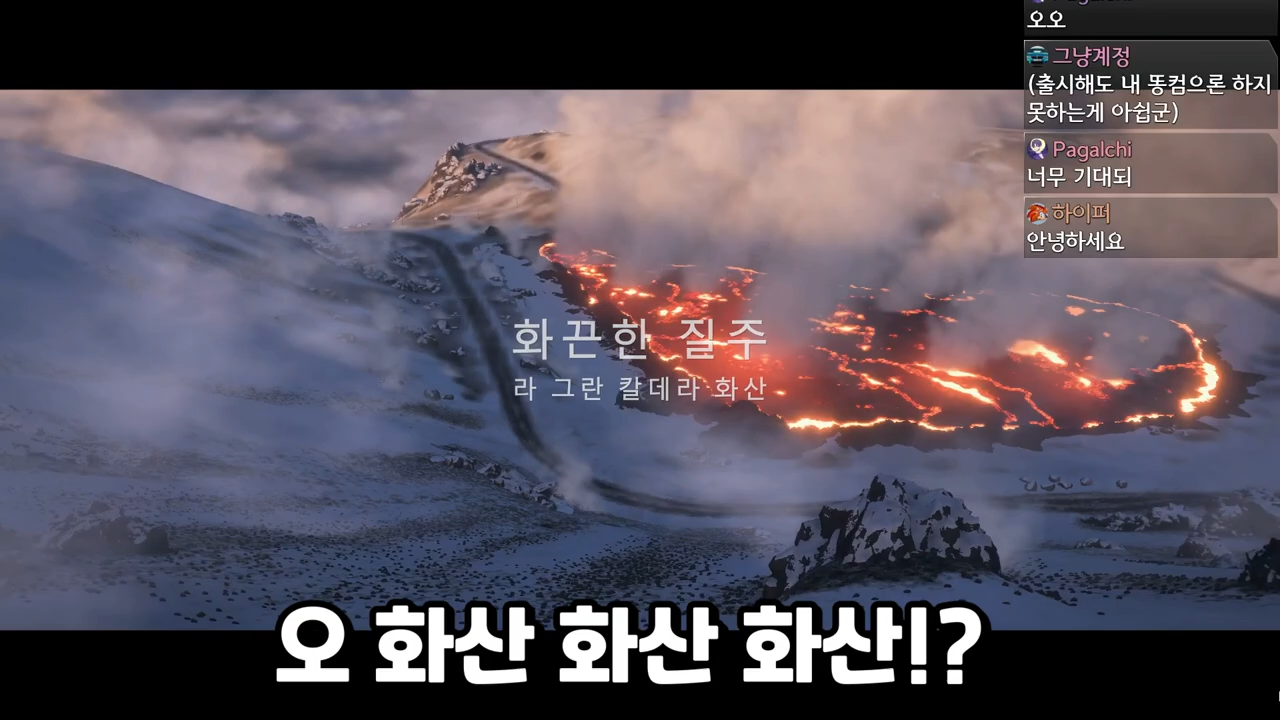 오오
그냥계정
(출시해도 내 똥컴으론 하지
못하는게 아쉽군)
Pagalchi
너무 기대되
하이퍼
안녕하세요
화끈한 질주
라 그란 칼데라 화산
오 화산 화산 화산!?